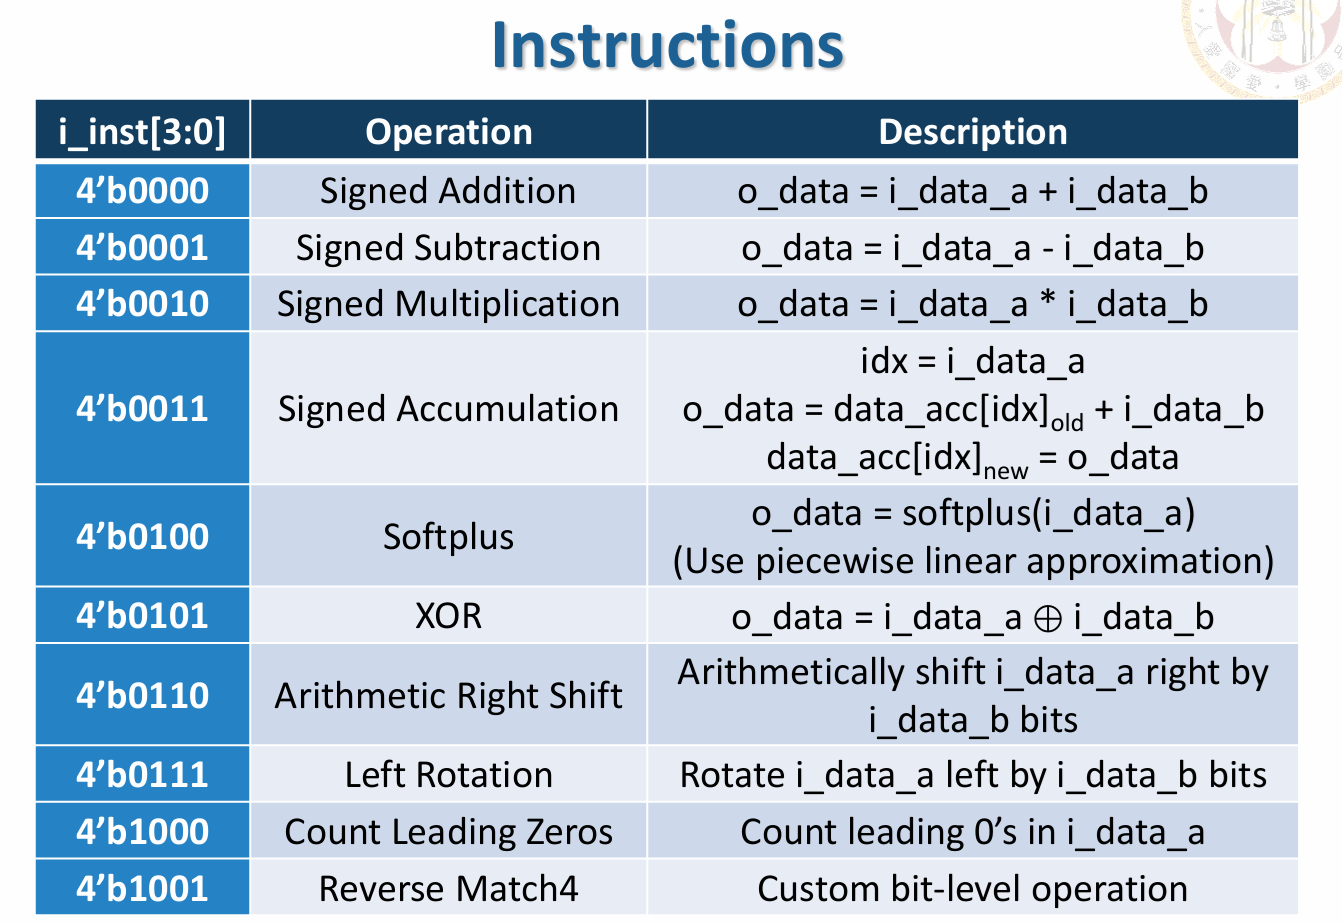 Instructions
i_inst[3:0] Operation Description
4’b0000 Signed Addition o_data = i_data_a + i_data_b
4’b0001 Signed Subtraction o_data = i_data_a - i_data_b
4’b0010 Signed Multiplication o_data = i_data_a * i_data_b
idx = i_data_a
4’b0011 Signed Accumulation o_data = data_acc[idx]old + i_data_b
data_acc[idx]new = o_data
4’b0100 Softplus o_data = softplus(i_data_a)
(Use piecewise linear approximation)
4’b0101 XOR o_data = i_data_a ⊕ i_data_b
4’b0110 Arithmetic Right Shift Arithmetically shift i_data_a right by
i_data_b bits
4’b0111 Left Rotation Rotate i_data_a left by i_data_b bits
4’b1000 Count Leading Zeros Count leading 0’s in i_data_a
4’b1001 Reverse Match4 Custom bit-level operation